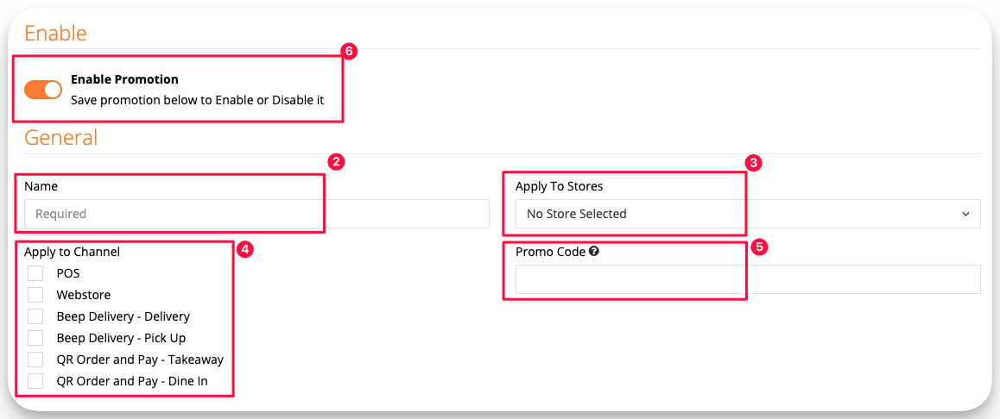 Enable
6
Enable Promotion
Save promotion below to Enable or Disable it
General
2
3
Name
Apply To Stores
Required
No Store Selected
4
5
Apply to Channel
Promo Code ?
POS
Webstore
Beep Delivery - Delivery
Beep Delivery - Pick Up
QR Order and Pay - Takeaway
QR Order and Pay - Dine In